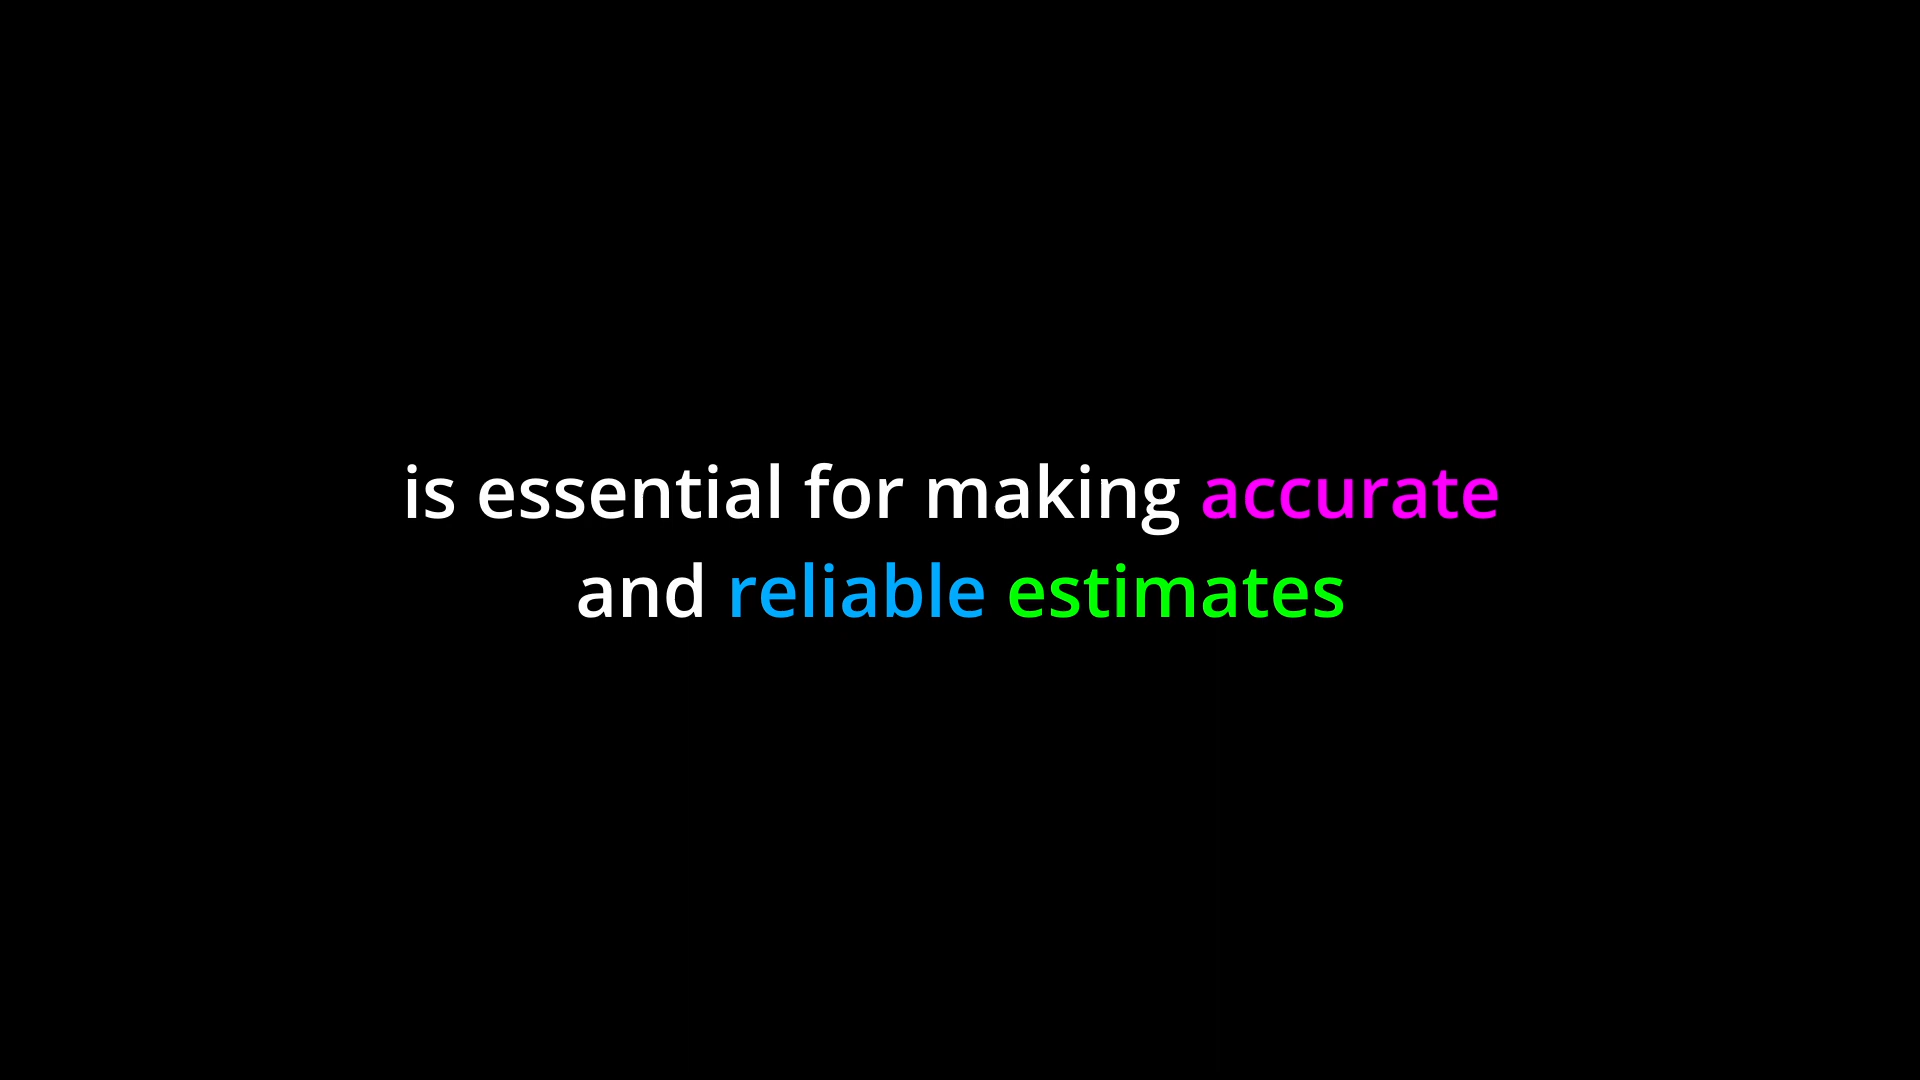 is essential for making accurate
and reliable estimates